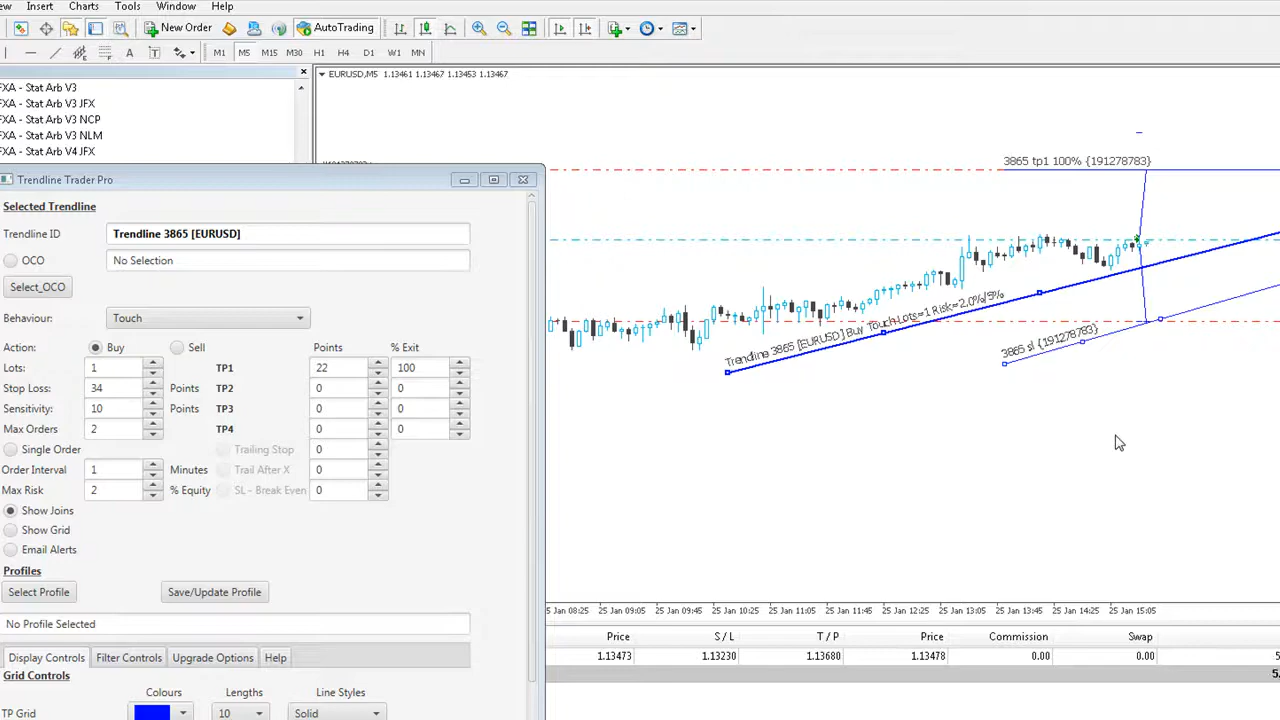 ew Insert Charts Tools Window Help
New Order AutoTrading
A T M1 M5 M15 M30 H1 H4 D1 W1 MN
FXA - Stat Arb V3
FXA - Stat Arb V3 JFX
FXA - Stat Arb V3 NCP
FXA - Stat Arb V3 NLM
FXA - Stat Arb V4 JFX
EURUSD,M5 1.13461 1.13467 1.13453 1.13467
3865 tp1 100% {191278783}
Trendline 3865 [EURUSD] Buy Touch Lots=1 Risk=2.0%/5%
3865 sl {191278783}
Trendline Trader Pro
Selected Trendline
Trendline ID Trendline 3865 [EURUSD]
OCO No Selection
Select_OCO
Behaviour: Touch
Action: Buy Sell Points % Exit
Lots: 1 TP1 22 100
Stop Loss: 34 Points TP2 0 0
Sensitivity: 10 Points TP3 0 0
Max Orders 2 TP4 0 0
Single Order Trailing Stop 0
Order Interval 1 Minutes Trail After X 0
Max Risk 2 % Equity SL - Break Even 0
Show Joins
Show Grid
Email Alerts
Profiles
Select Profile Save/Update Profile
No Profile Selected
Display Controls Filter Controls Upgrade Options Help
Grid Controls
Colours Lengths Line Styles
TP Grid 10 Solid
5 Jan 08:25 25 Jan 09:05 25 Jan 09:45 25 Jan 10:25 25 Jan 11:05 25 Jan 11:45 25 Jan 12:25 25 Jan 13:05 25 Jan 13:45 25 Jan 14:25 25 Jan 15:05
Price S / L T / P Price Commission Swap
1.13473 1.13230 1.13680 1.13478 0.00 0.00 5
5.